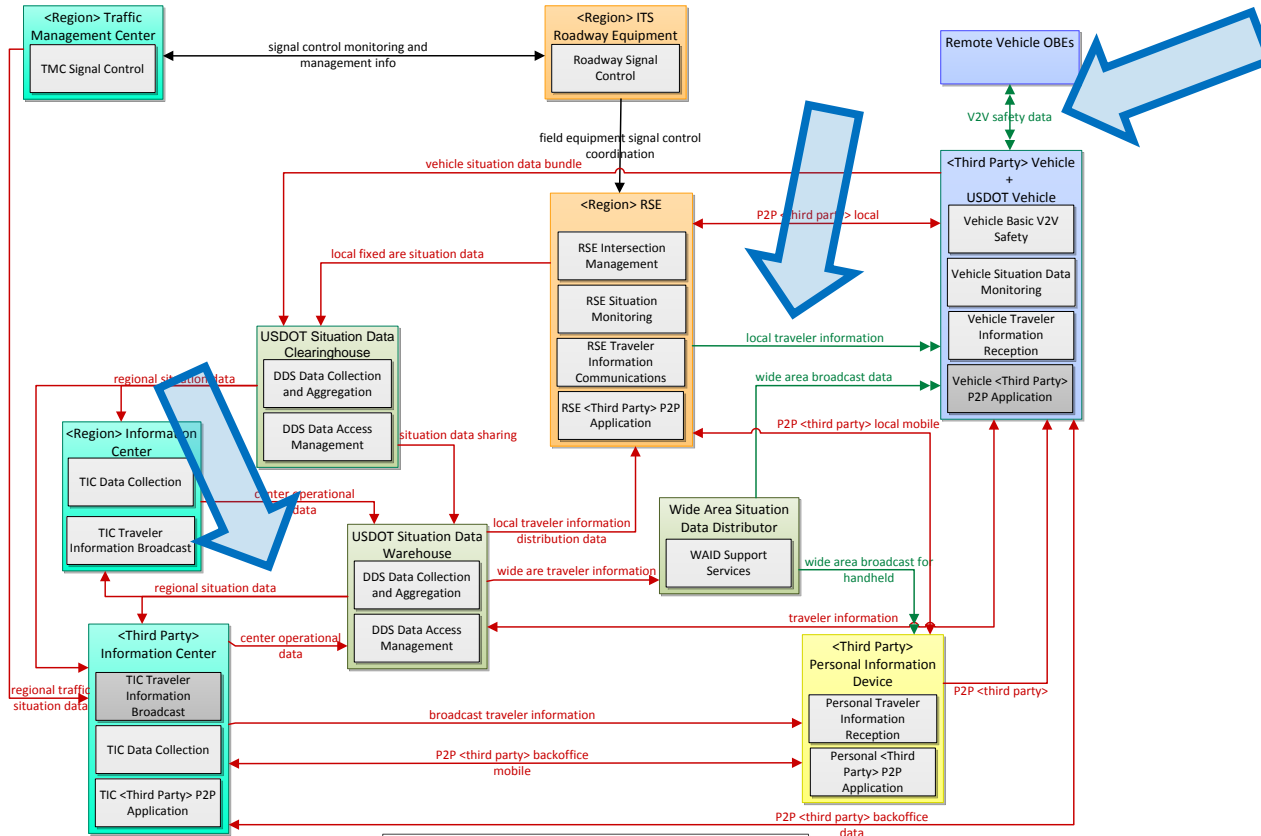 <Region> Traffic
Management Center
TMC Signal Control
signal control monitoring and
management info
<Region> ITS
Roadway Equipment
Roadway Signal
Control
Remote Vehicle OBEs
V2V safety data
field equipment signal control
coordination
vehicle situation data bundle
<Third Party> Vehicle
+
USDOT Vehicle
Vehicle Basic V2V
Safety
Vehicle Situation Data
Monitoring
Vehicle Traveler
Information
Reception
Vehicle <Third Party>
P2P Application
<Region> RSE
RSE Intersection
Management
RSE Situation
Monitoring
RSE Traveler
Information
Communications
RSE <Third Party> P2P
Application
P2P <third party> local
local fixed are situation data
local traveler information
wide area broadcast data
P2P <third party> local mobile
USDOT Situation Data
Clearinghouse
DDS Data Collection
and Aggregation
DDS Data Access
Management
regional situation data
situation data sharing
<Region> Information
Center
TIC Data Collection
TIC Traveler
Information Broadcast
center operational
data
USDOT Situation Data
Warehouse
DDS Data Collection
and Aggregation
DDS Data Access
Management
local traveler information
distribution data
wide are traveler information
Wide Area Situation
Data Distributor
WAID Support
Services
wide area broadcast for
handheld
regional situation data
traveler information
<Third Party>
Information Center
TIC Traveler
Information
Broadcast
TIC Data Collection
TIC <Third Party> P2P
Application
center operational
data
regional traffic
situation data
<Third Party>
Personal Information
Device
Personal Traveler
Information
Reception
Personal <Third
Party> P2P
Application
P2P <third party>
broadcast traveler information
P2P <third party> backoffice
mobile
P2P <third party> backoffice
data